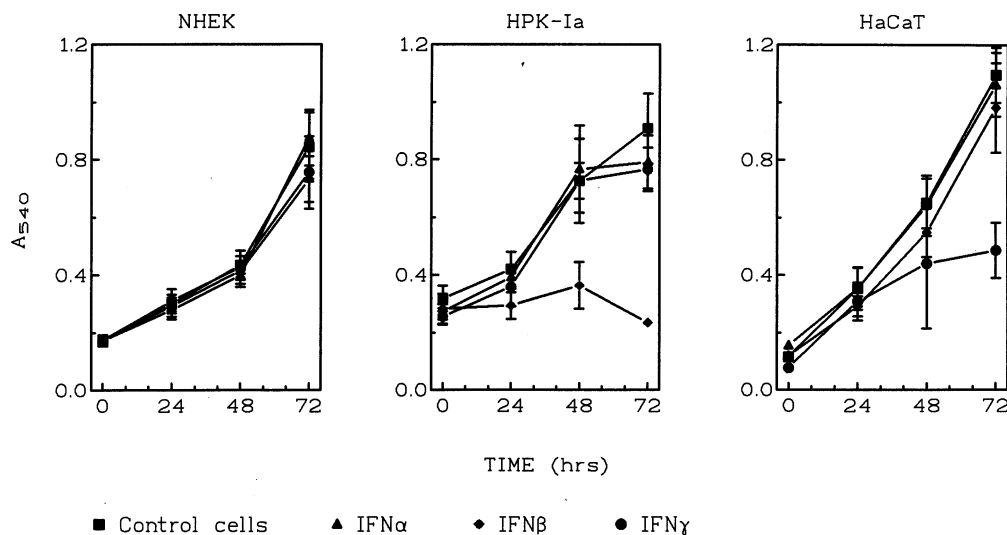 NHEK
HPK-Ia
HaCaT
1.2
0.8
0.4
0.0
A540
0 24 48 72
1.2
0.8
0.4
0.0
0 24 48 72
1.2
0.8
0.4
0.0
0 24 48 72
TIME (hrs)
■ Control cells ▲ IFNα ◆ IFNβ ● IFNγ